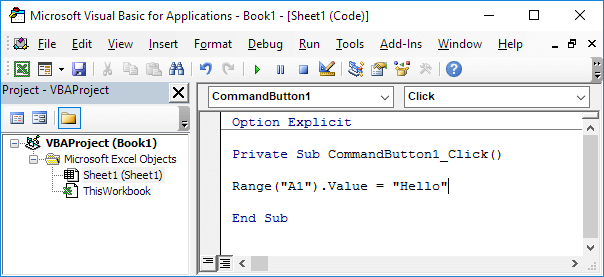 Microsoft Visual Basic for Applications - Book1 - [Sheet1 (Code)]
File Edit View Insert Format Debug Run Tools Add-Ins Window Help
Project - VBAProject
VBAProject (Book1)
Microsoft Excel Objects
Sheet1 (Sheet1)
ThisWorkbook
CommandButton1 Click
Option Explicit
Private Sub CommandButton1_Click()
Range("A1").Value = "Hello"
End Sub